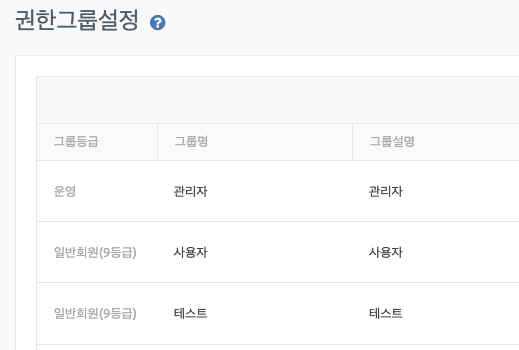 권한그룹설정 ?
그룹등급 그룹명 그룹설명
운영 관리자 관리자
일반회원(9등급) 사용자 사용자
일반회원(9등급) 테스트 테스트